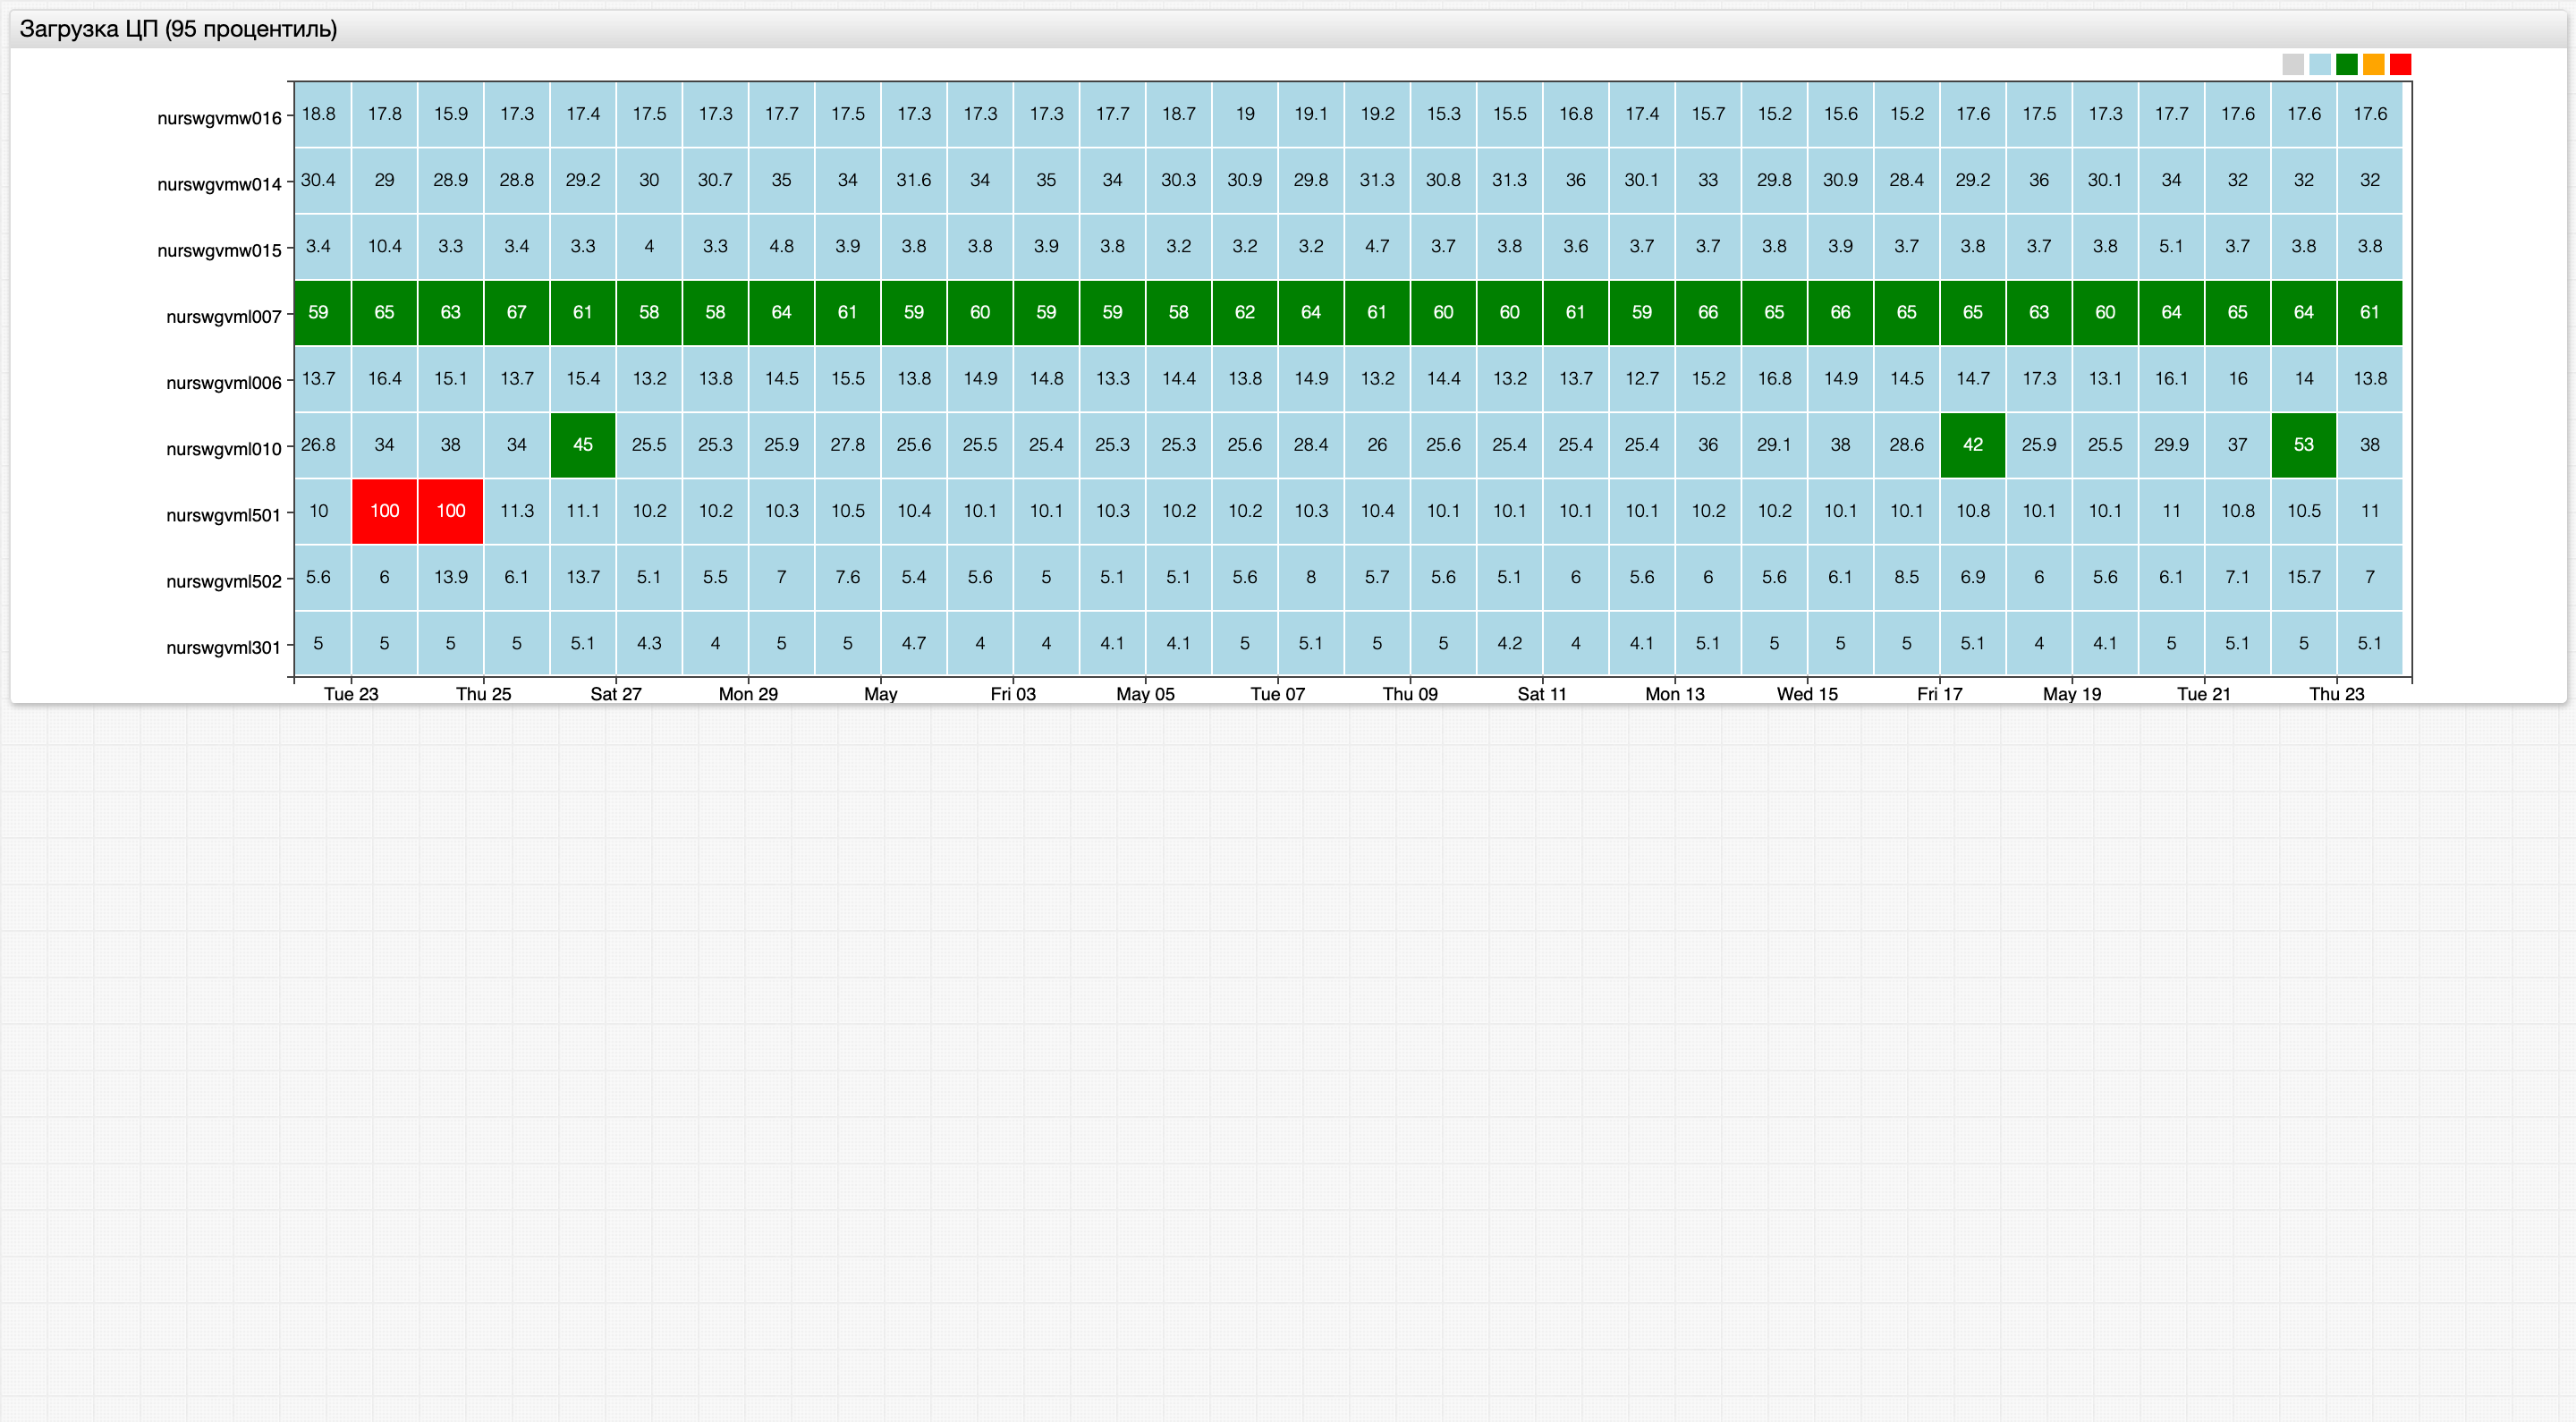 Загрузка ЦП (95 процентиль)
nurswgvmw016 18.8 17.8 15.9 17.3 17.4 17.5 17.3 17.7 17.5 17.3 17.3 17.3 17.7 18.7 19 19.1 19.2 15.3 15.5 16.8 17.4 15.7 15.2 15.6 15.2 17.6 17.5 17.3 17.7 17.6 17.6 17.6
nurswgvmw014 30.4 29 28.9 28.8 29.2 30 30.7 35 34 31.6 34 35 34 30.3 30.9 29.8 31.3 30.8 31.3 36 30.1 33 29.8 30.9 28.4 29.2 36 30.1 34 32 32 32
nurswgvmw015 3.4 10.4 3.3 3.4 3.3 4 3.3 4.8 3.9 3.8 3.8 3.9 3.8 3.2 3.2 3.2 4.7 3.7 3.8 3.6 3.7 3.7 3.8 3.9 3.7 3.8 3.7 3.8 5.1 3.7 3.8 3.8
nurswgvml007 59 65 63 67 61 58 58 64 61 59 60 59 59 58 62 64 61 60 60 61 59 66 65 66 65 65 63 60 64 65 64 61
nurswgvml006 13.7 16.4 15.1 13.7 15.4 13.2 13.8 14.5 15.5 13.8 14.9 14.8 13.3 14.4 13.8 14.9 13.2 14.4 13.2 13.7 12.7 15.2 16.8 14.9 14.5 14.7 17.3 13.1 16.1 16 14 13.8
nurswgvml010 26.8 34 38 34 45 25.5 25.3 25.9 27.8 25.6 25.5 25.4 25.3 25.3 25.6 28.4 26 25.6 25.4 25.4 25.4 36 29.1 38 28.6 42 25.9 25.5 29.9 37 53 38
nurswgvml501 10 100 100 11.3 11.1 10.2 10.2 10.3 10.5 10.4 10.1 10.1 10.3 10.2 10.2 10.3 10.4 10.1 10.1 10.1 10.1 10.2 10.2 10.1 10.1 10.8 10.1 10.1 11 10.8 10.5 11
nurswgvml502 5.6 6 13.9 6.1 13.7 5.1 5.5 7 7.6 5.4 5.6 5 5.1 5.1 5.6 8 5.7 5.6 5.1 6 5.6 6 5.6 6.1 8.5 6.9 6 5.6 6.1 7.1 15.7 7
nurswgvml301 5 5 5 5 5.1 4.3 4 5 5 4.7 4 4 4.1 4.1 5 5.1 5 5 4.2 4 4.1 5.1 5 5 5 5.1 4 4.1 5 5.1 5 5.1
Tue 23 Thu 25 Sat 27 Mon 29 May Fri 03 May 05 Tue 07 Thu 09 Sat 11 Mon 13 Wed 15 Fri 17 May 19 Tue 21 Thu 23